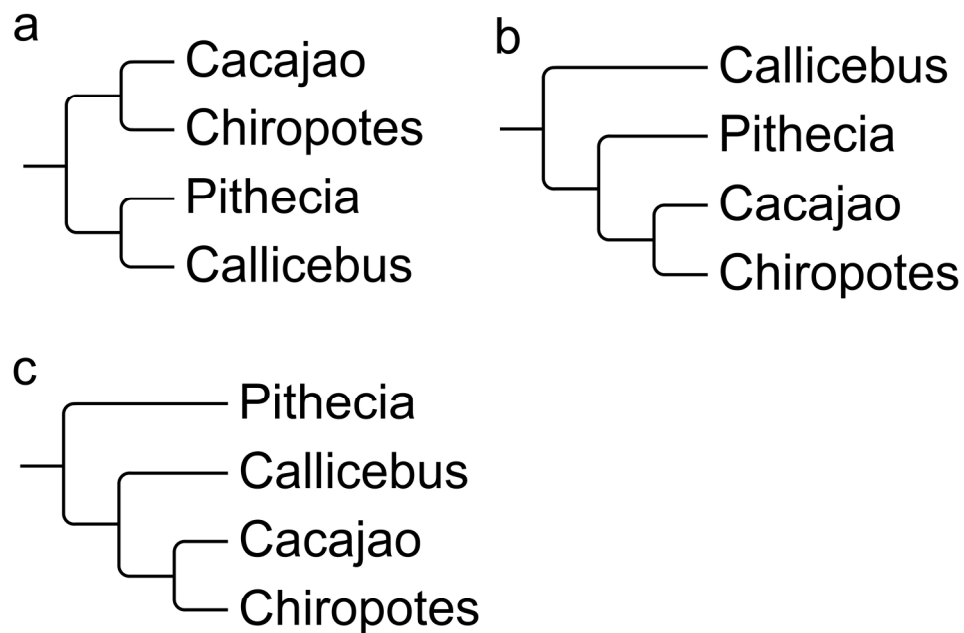 a
Cacajao
Chiropotes
Pithecia
Callicebus
b
Callicebus
Pithecia
Cacajao
Chiropotes
c
Pithecia
Callicebus
Cacajao
Chiropotes